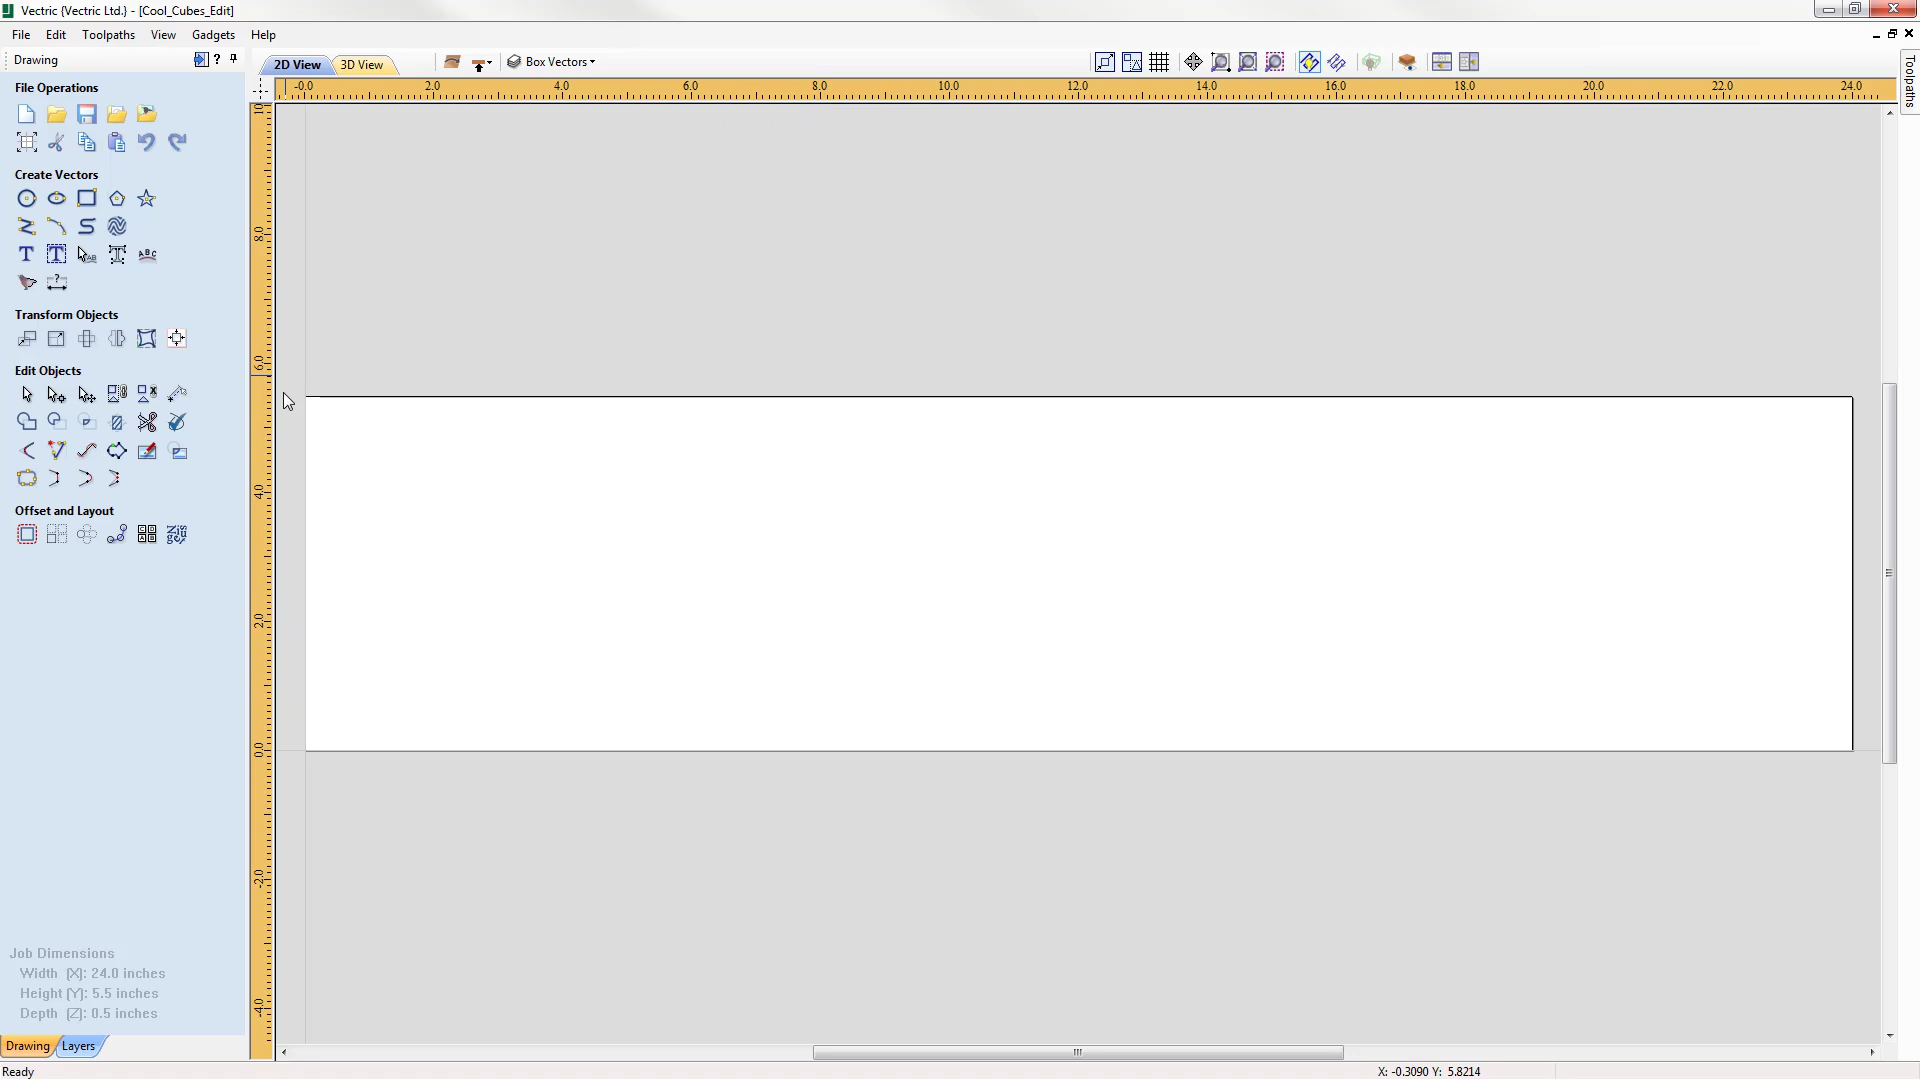 Vectric {Vectric Ltd.} - [Cool_Cubes_Edit]
File Edit Toolpaths View Gadgets Help
Drawing
2D View 3D View Box Vectors
File Operations
-0.0 2.0 4.0 6.0 8.0 10.0 12.0 14.0 16.0 18.0 20.0 22.0 24.0
10
8.0
6.0
4.0
2.0
0.0
-2.0
-4.0
Create Vectors
Transform Objects
Edit Objects
Offset and Layout
Job Dimensions
Width (X): 24.0 inches
Height (Y): 5.5 inches
Depth (Z): 0.5 inches
Drawing Layers
Toolpaths
Ready
X: -0.3090 Y: 5.8214